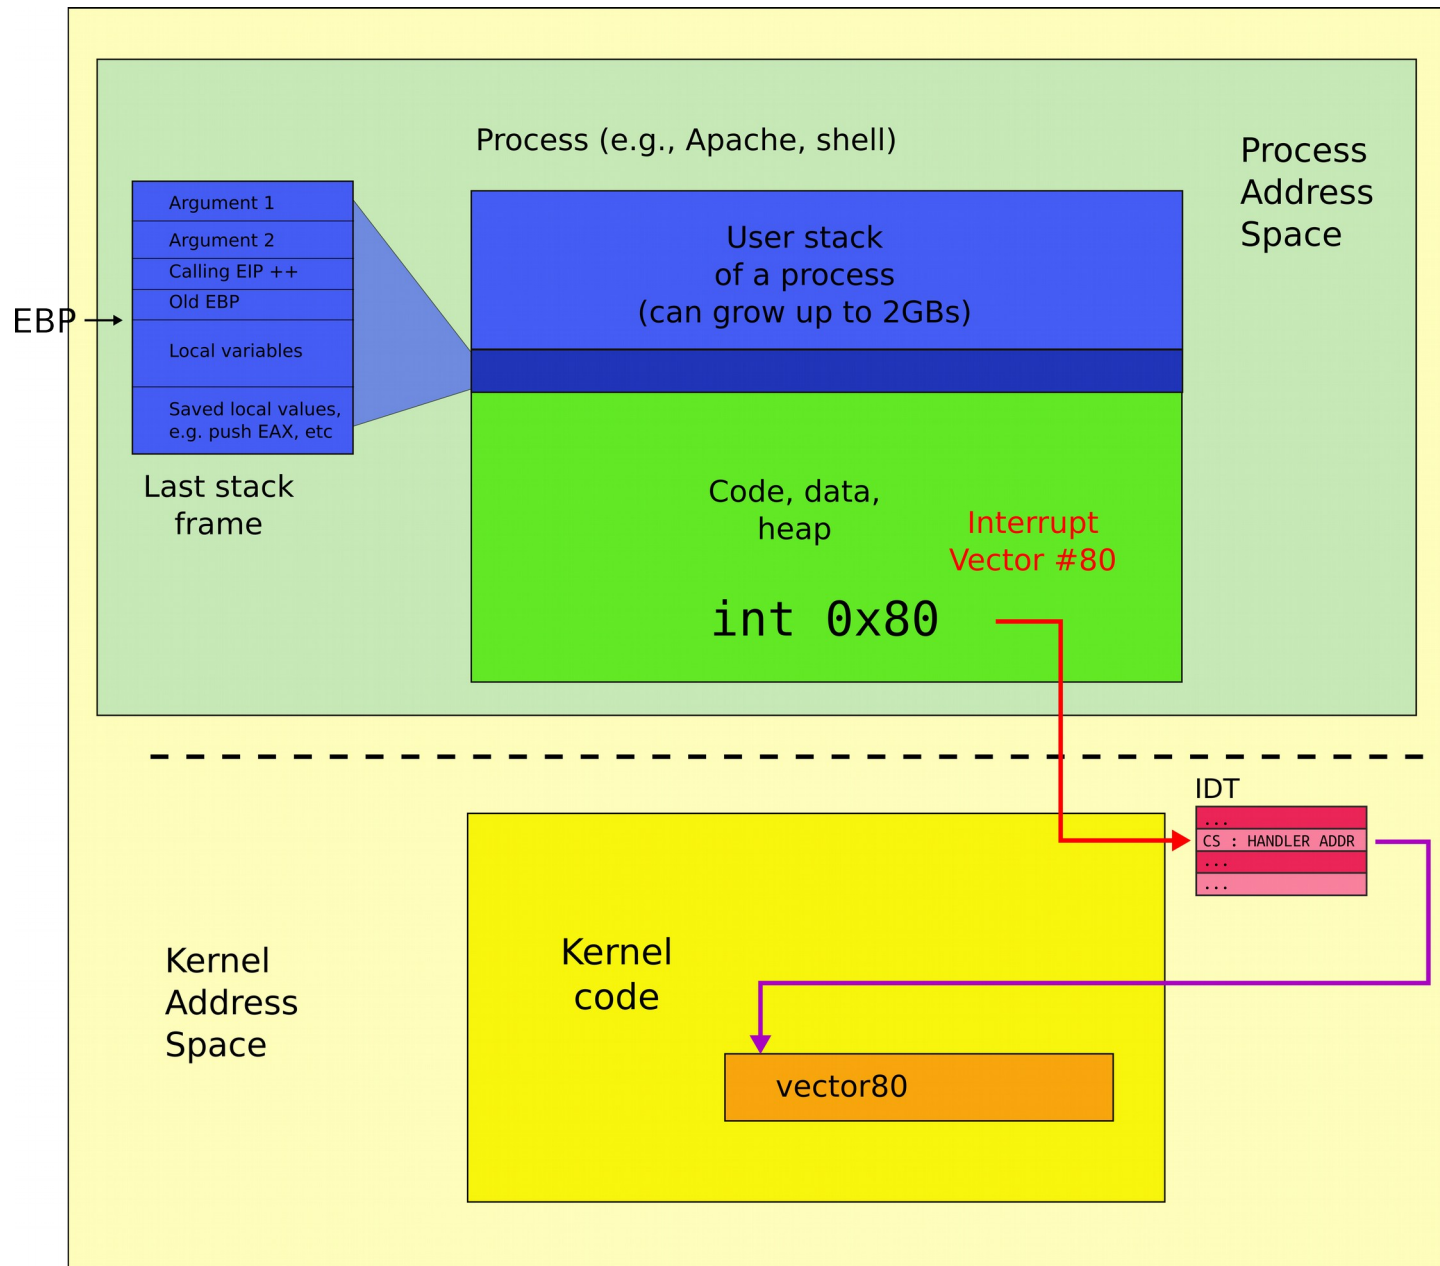 Process (e.g., Apache, shell)
Process
Address
Space
Argument 1
Argument 2
Calling EIP ++
Old EBP
EBP
Local variables
Saved local values,
e.g. push EAX, etc
Last stack
frame
User stack
of a process
(can grow up to 2GBs)
Code, data,
heap
Interrupt
Vector #80
int 0x80
IDT
...
CS : HANDLER ADDR
...
...
Kernel
Address
Space
Kernel
code
vector80